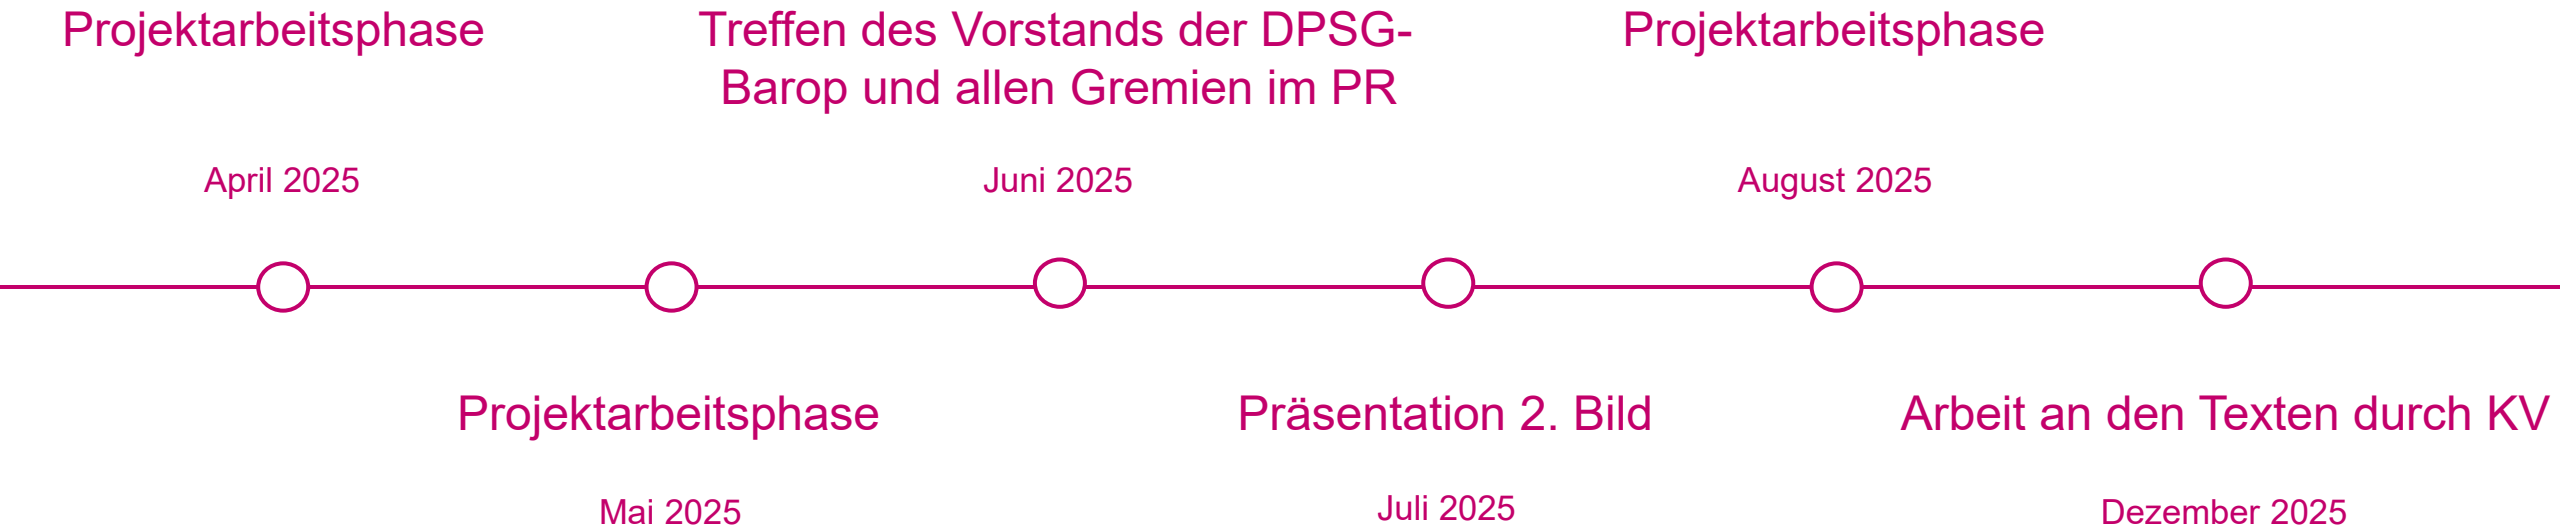 Projektarbeitsphase
April 2025
Projektarbeitsphase
Mai 2025
Treffen des Vorstands der DPSG-
Barop und allen Gremien im PR
Juni 2025
Präsentation 2. Bild
Juli 2025
Projektarbeitsphase
August 2025
Arbeit an den Texten durch KV
Dezember 2025